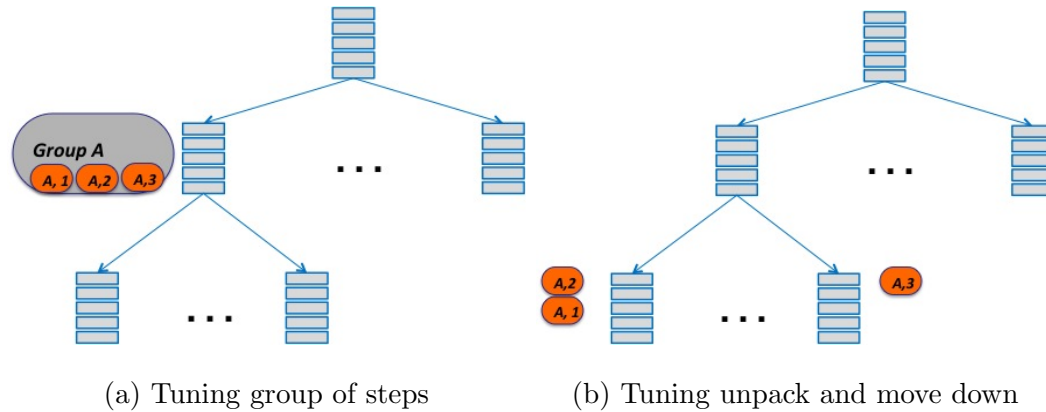 Group A
A, 1 A,2 A,3
. . .
. . .
A,2
A, 1
A,3
. . .
. . .
(a) Tuning group of steps
(b) Tuning unpack and move down